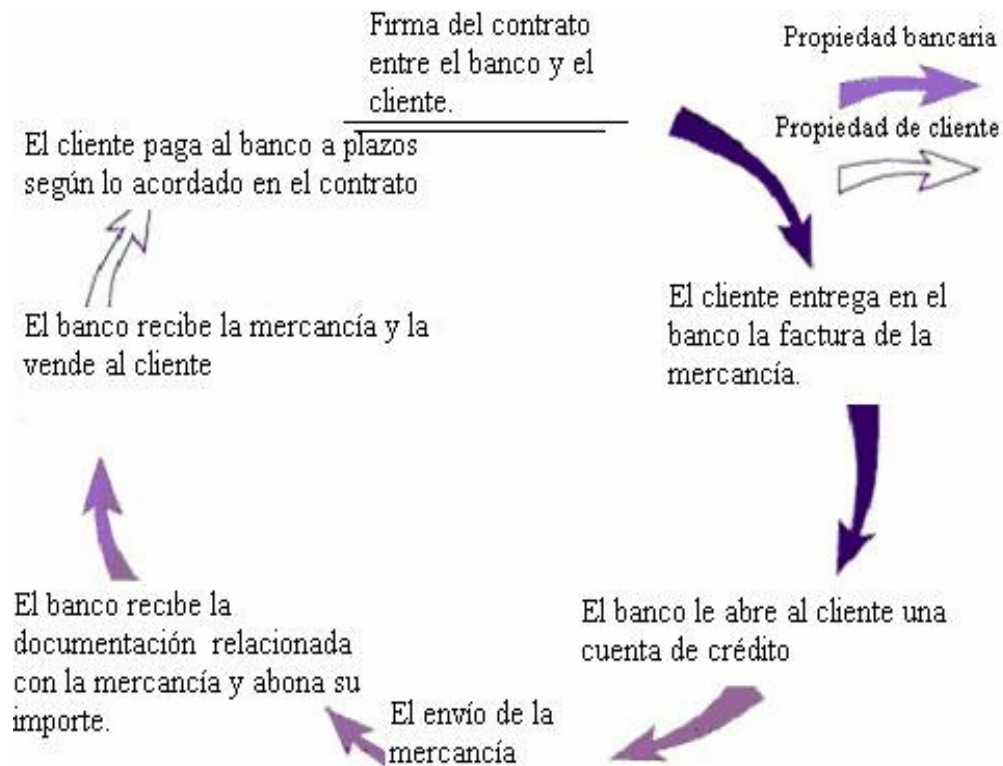 Firma del contrato
entre el banco y el
cliente.
Propiedad bancaria
Propiedad de cliente
El cliente entrega en el
banco la factura de la
mercancía.
El banco le abre al cliente una
cuenta de crédito
El envío de la
mercancía
El banco recibe la
documentación relacionada
con la mercancía y abona su
importe.
El banco recibe la mercancía y la
vende al cliente
El cliente paga al banco a plazos
según lo acordado en el contrato